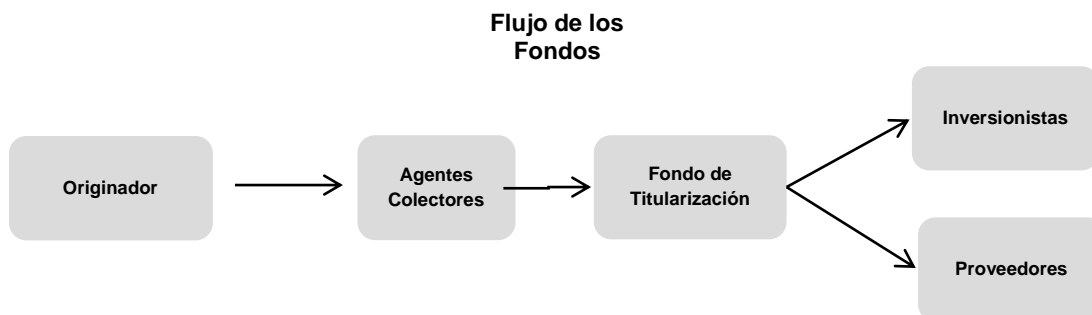 Flujo de los
Fondos
Originador
Agentes
Colectores
Fondo de
Titularización
Inversionistas
Proveedores